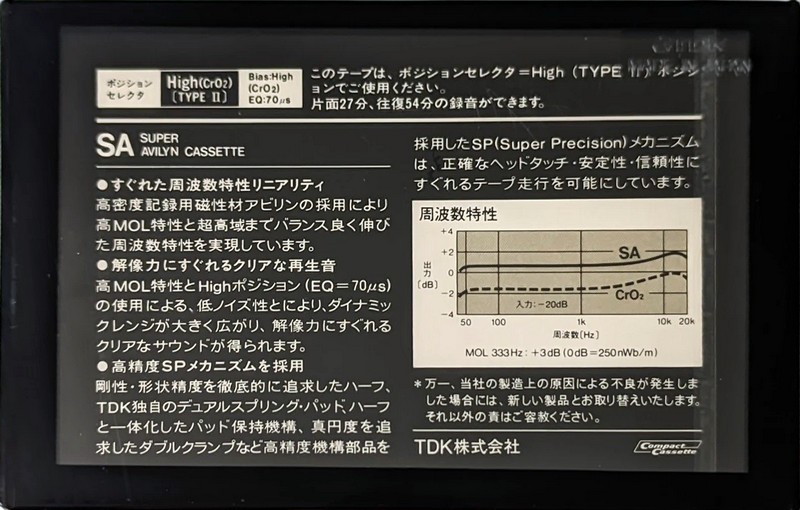 ポジション
セレクタ
High(CrO₂)
〔TYPE II〕
Bias:High
(CrO₂)
EQ:70μs
このテープは、ポジションセレクタ=High (TYPE II) ポジシ
ョンでご使用ください。
片面27分、往復54分の録音ができます。
SA SUPER
AVILYN CASSETTE
●すぐれた周波数特性リニアリティ
高密度記録用磁性材アビリンの採用により
高MOL特性と超高域までバランス良く伸び
た周波数特性を実現しています。
●解像力にすぐれるクリアな再生音
高MOL特性とHighポジション(EQ=70μs)
の使用による、低ノイズ性とにより、ダイナミッ
クレンジが大きく広がり、解像力にすぐれる
クリアなサウンドが得られます。
●高精度SPメカニズムを採用
剛性・形状精度を徹底的に追求したハーフ、
TDK独自のデュアルスプリング・パッド、ハーフ
と一体化したパッド保持機構、真円度を追
求したダブルクランプなど高精度機構部品を
採用したSP(Super Precision)メカニズム
は、正確なヘッドタッチ・安定性・信頼性に
すぐれるテープ走行を可能にしています。
周波数特性
出力〔dB〕
+4
+2
0
-2
-4
SA
CrO₂
入力:-20dB
50 100 1k 10k 20k
周波数〔Hz〕
MOL 333Hz:+3dB(0dB=250nWb/m)
*万一、当社の製造上の原因による不良が発生しま
した場合には、新しい製品とお取り替えいたします。
それ以外の責はご容赦ください。
TDK株式会社
Compact
Cassette